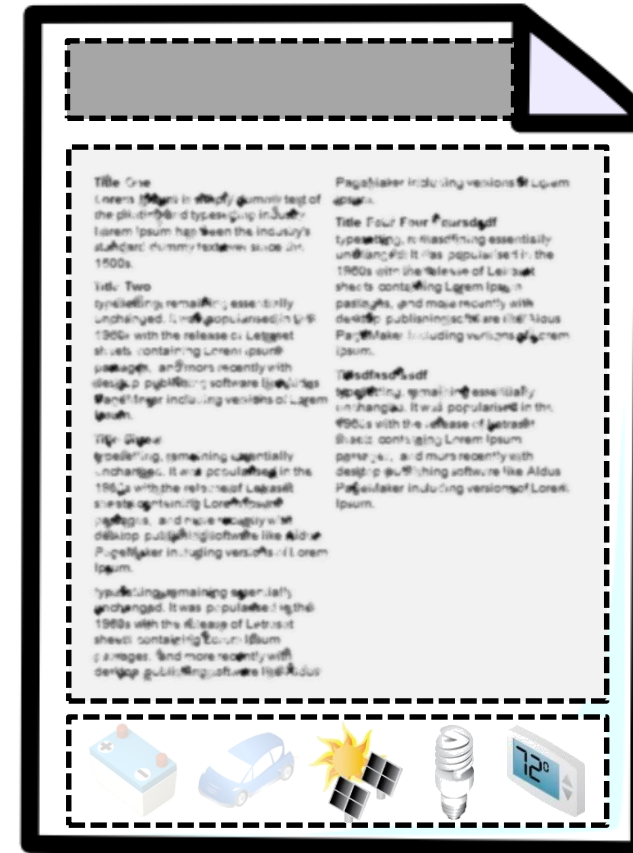 Title One
Lorem Ipsum is simply dummy text of
the printing and typesetting industry.
Lorem Ipsum has been the industry's
standard dummy text ever since the
1500s.
Title Two
typesetting, remaining essentially
unchanged. It was popularised in the
1960s with the release of Letraset
sheets containing Lorem Ipsum
passages, and more recently with
desktop publishing software like Aldus
PageMaker including versions of Lorem
Ipsum.
Title
typesetting, remaining essentially
unchanged. It was popularised in the
1960s with the release of Letraset
sheets containing Lorem Ipsum
passages, and more recently with
desktop publishing software like Aldus
PageMaker including versions of Lorem
Ipsum.
typesetting, remaining essentially
unchanged. It was popularised in the
1960s with the release of Letraset
sheets containing Lorem Ipsum
passages, and more recently with
desktop publishing software like Aldus
PageMaker including versions of Lorem
Ipsum.
Title Four Four
typesetting, essentially
unchanged. It was popularised in the
1960s with the release of Letraset
sheets containing Lorem Ipsum
passages, and more recently with
desktop publishing software like Aldus
PageMaker including versions of Lorem
Ipsum.
typesetting, remaining essentially
unchanged. It was popularised in the
1960s with the release of Letraset
sheets containing Lorem Ipsum
passages, and more recently with
desktop publishing software like Aldus
PageMaker including versions of Lorem
Ipsum.
+ -
72°